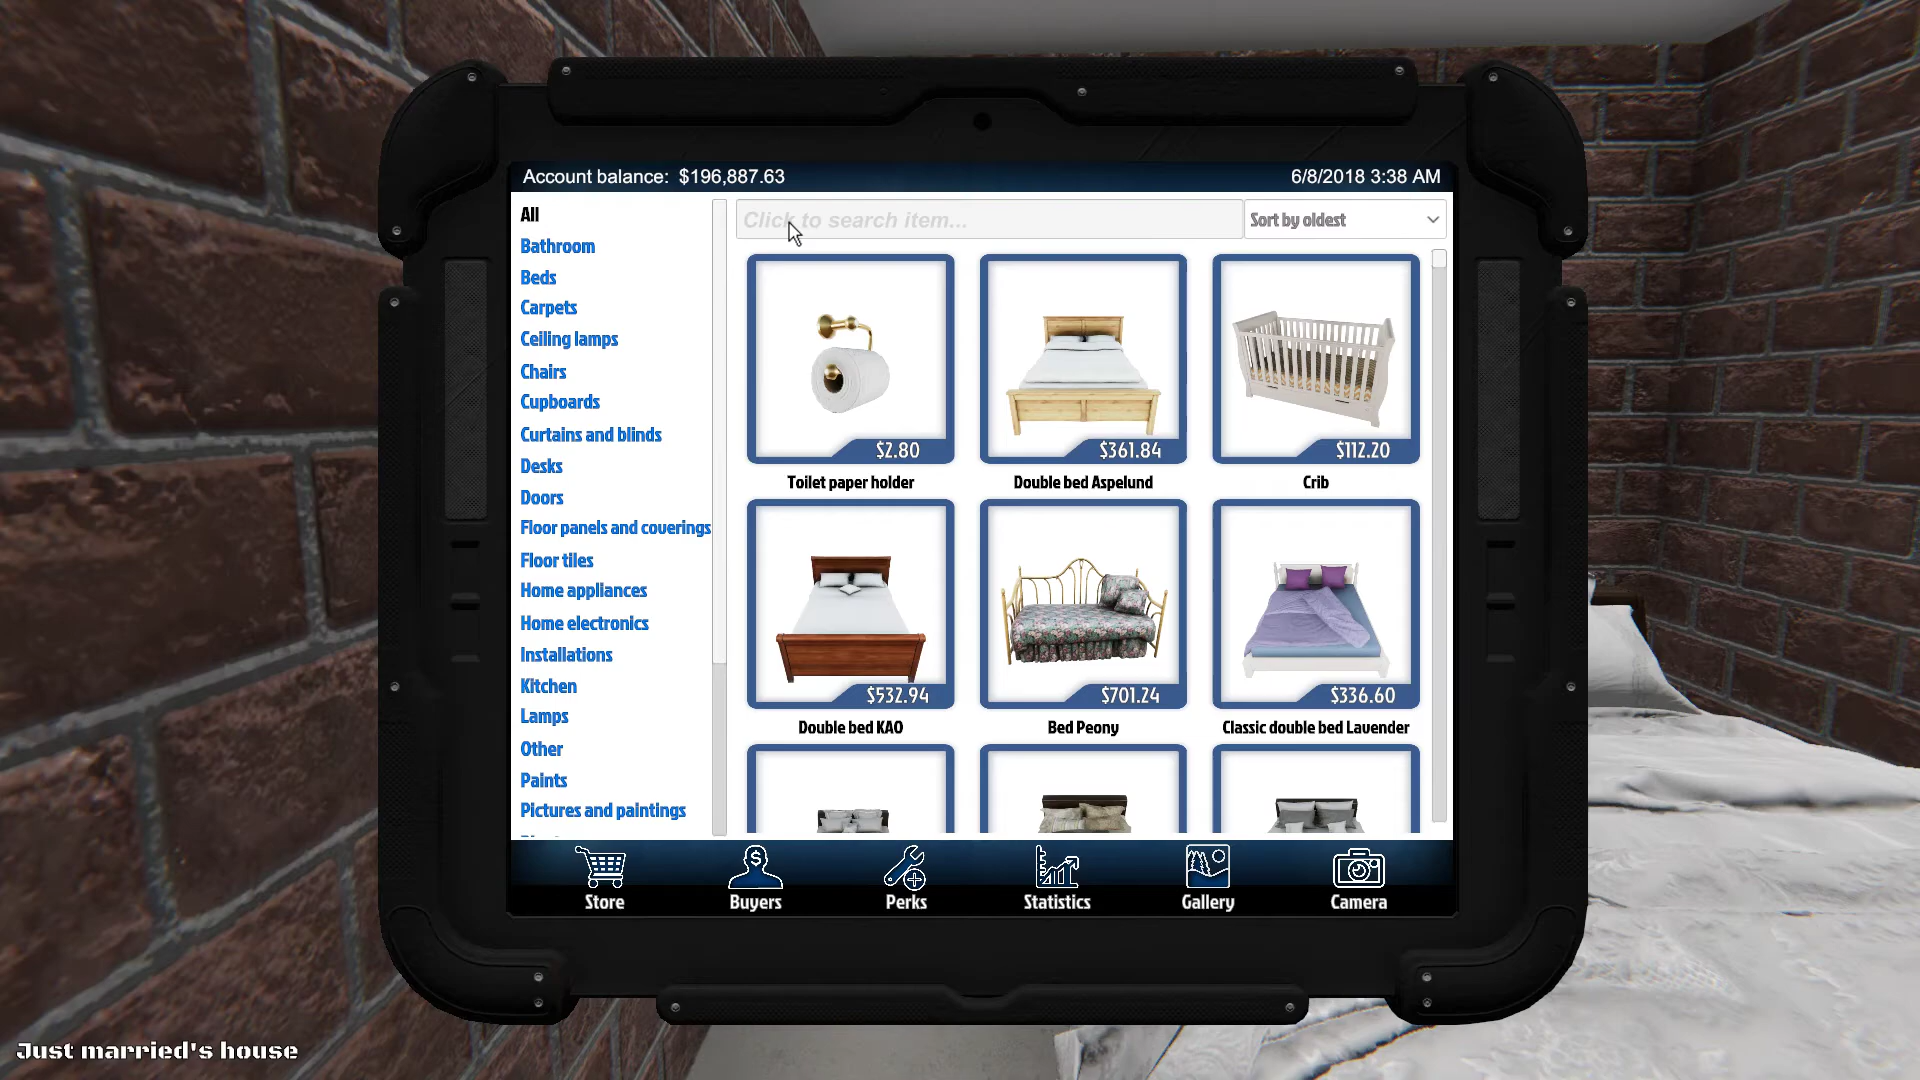 Account balance: $196,887.63
6/8/2018 3:38 AM
All
Bathroom
Beds
Carpets
Ceiling lamps
Chairs
Cupboards
Curtains and blinds
Desks
Doors
Floor panels and coverings
Floor tiles
Home appliances
Home electronics
Installations
Kitchen
Lamps
Other
Paints
Pictures and paintings
Click to search item...
Sort by oldest
$2.80
$361.84
$112.20
Toilet paper holder
Double bed Aspelund
Crib
$532.94
$701.24
$336.60
Double bed KAO
Bed Peony
Classic double bed Lavender
Store
Buyers
Perks
Statistics
Gallery
Camera
Just married's house